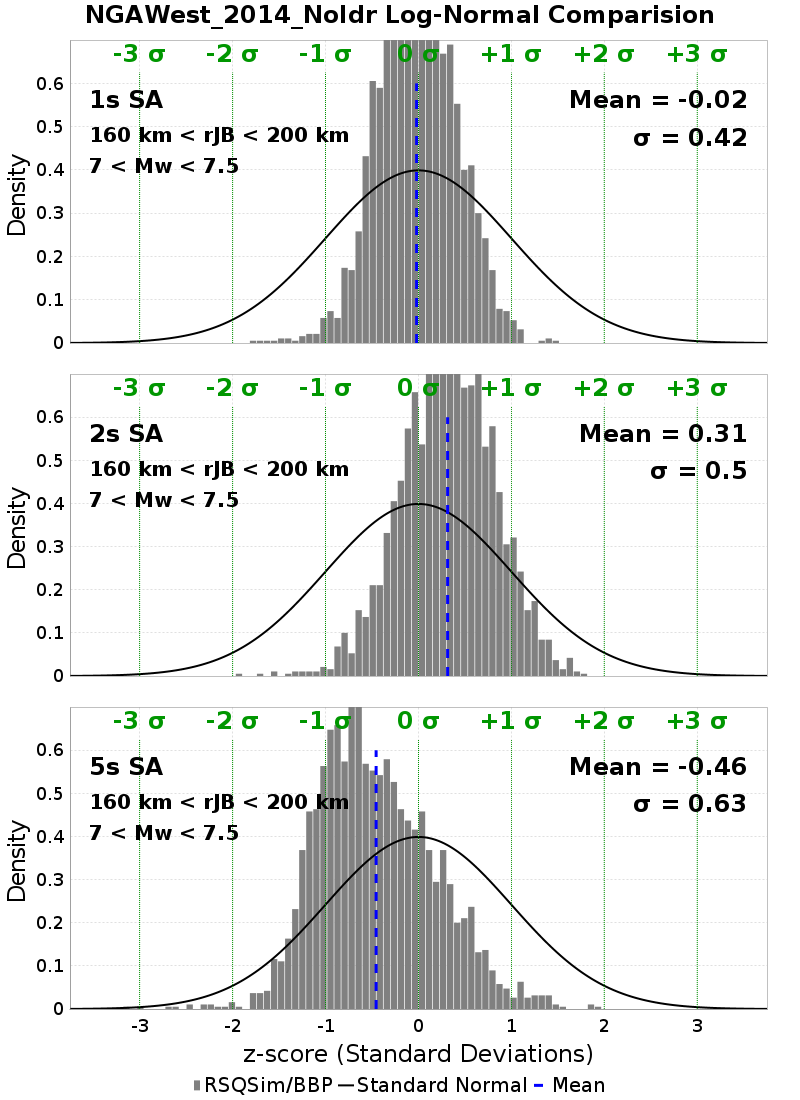 NGAWest_2014_NoIdr Log-Normal Comparision
-3 σ -2 σ -1 σ 0 σ +1 σ +2 σ +3 σ
1s SA Mean = -0.02
160 km < rJB < 200 km σ = 0.42
7 < Mw < 7.5
Density
0.6
0.5
0.4
0.3
0.2
0.1
0
-3 σ -2 σ -1 σ 0 σ +1 σ +2 σ +3 σ
2s SA Mean = 0.31
160 km < rJB < 200 km σ = 0.5
7 < Mw < 7.5
Density
0.6
0.5
0.4
0.3
0.2
0.1
0
-3 σ -2 σ -1 σ 0 σ +1 σ +2 σ +3 σ
5s SA Mean = -0.46
160 km < rJB < 200 km σ = 0.63
7 < Mw < 7.5
Density
0.6
0.5
0.4
0.3
0.2
0.1
0
-3 -2 -1 0 1 2 3
z-score (Standard Deviations)
RSQSim/BBP Standard Normal Mean